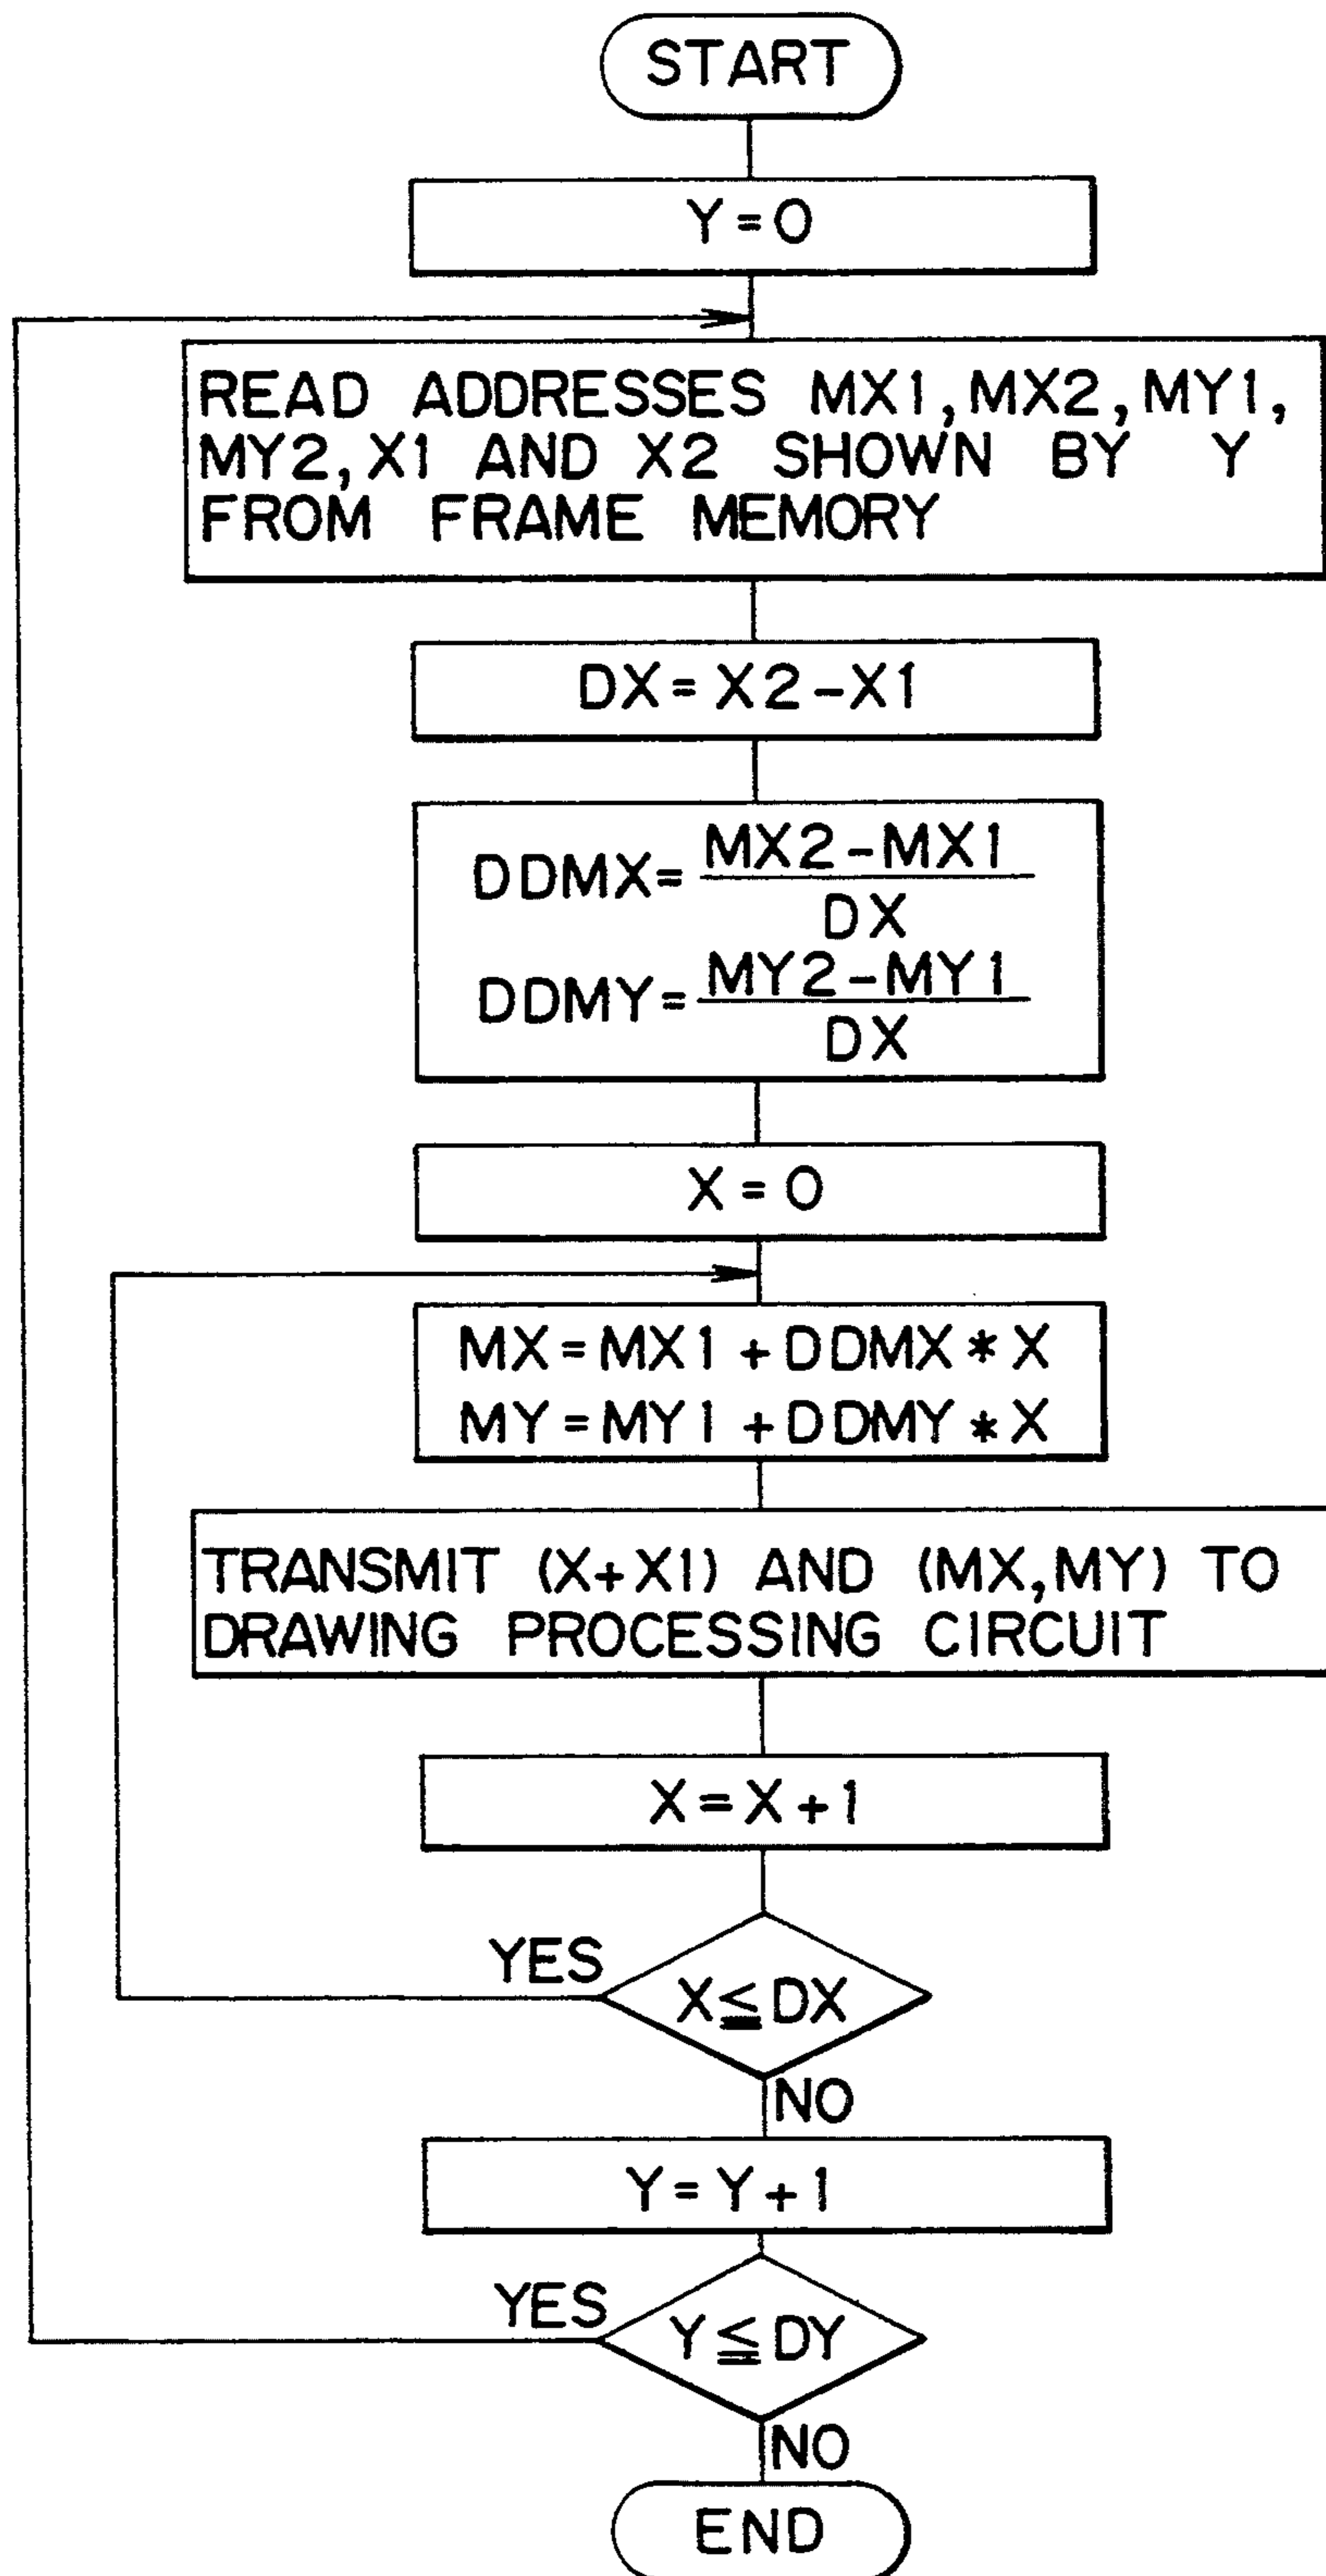 START
Y=0
READ ADDRESSES MX1,MX2,MY1,
MY2,X1 AND X2 SHOWN BY Y
FROM FRAME MEMORY
DX=X2-X1
DDMX=MX2-MX1
DX
DDMY=MY2-MY1
DX
X=0
MX=MX1+DDMX*X
MY=MY1+DDMY*X
TRANSMIT (X+X1) AND (MX,MY) TO
DRAWING PROCESSING CIRCUIT
X=X+1
YES
X≦DX
NO
Y=Y+1
YES
Y≦DY
NO
END